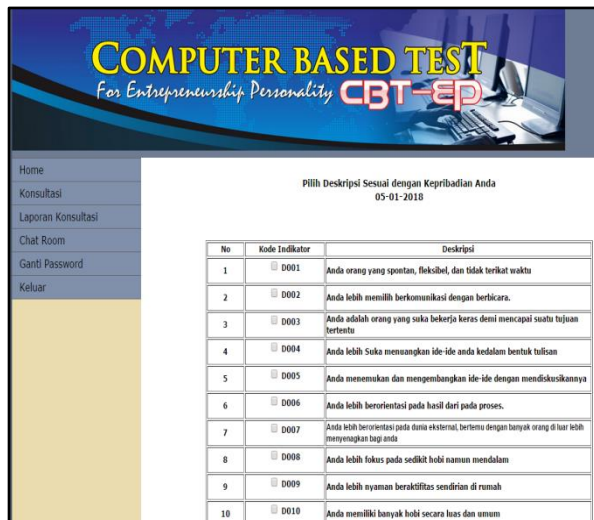 COMPUTER BASED TEST
For Entrepreneurship Personality CBT-EP
Home
Konsultasi
Laporan Konsultasi
Chat Room
Ganti Password
Keluar
Pilih Deskripsi Sesuai dengan Kepribadian Anda
05-01-2018
No Kode Indikator Deskripsi
1 D001 Anda orang yang spontan, fleksibel, dan tidak terikat waktu
2 D002 Anda lebih memilih berkomunikasi dengan berbicara.
3 D003 Anda adalah orang yang suka bekerja keras demi mencapai suatu tujuan
tertentu
4 D004 Anda lebih Suka menuangkan ide-ide anda kedalam bentuk tulisan
5 D005 Anda menemukan dan mengembangkan ide-ide dengan mendiskusikannya
6 D006 Anda lebih berorientasi pada hasil dari pada proses.
7 D007 Anda lebih berorientasi pada dunia eksternal, bertemu dengan banyak orang di luar lebih
menyenagkan bagi anda
8 D008 Anda lebih fokus pada sedikit hobi namun mendalam
9 D009 Anda lebih nyaman beraktifitas sendirian di rumah
10 D010 Anda memiliki banyak hobi secara luas dan umum